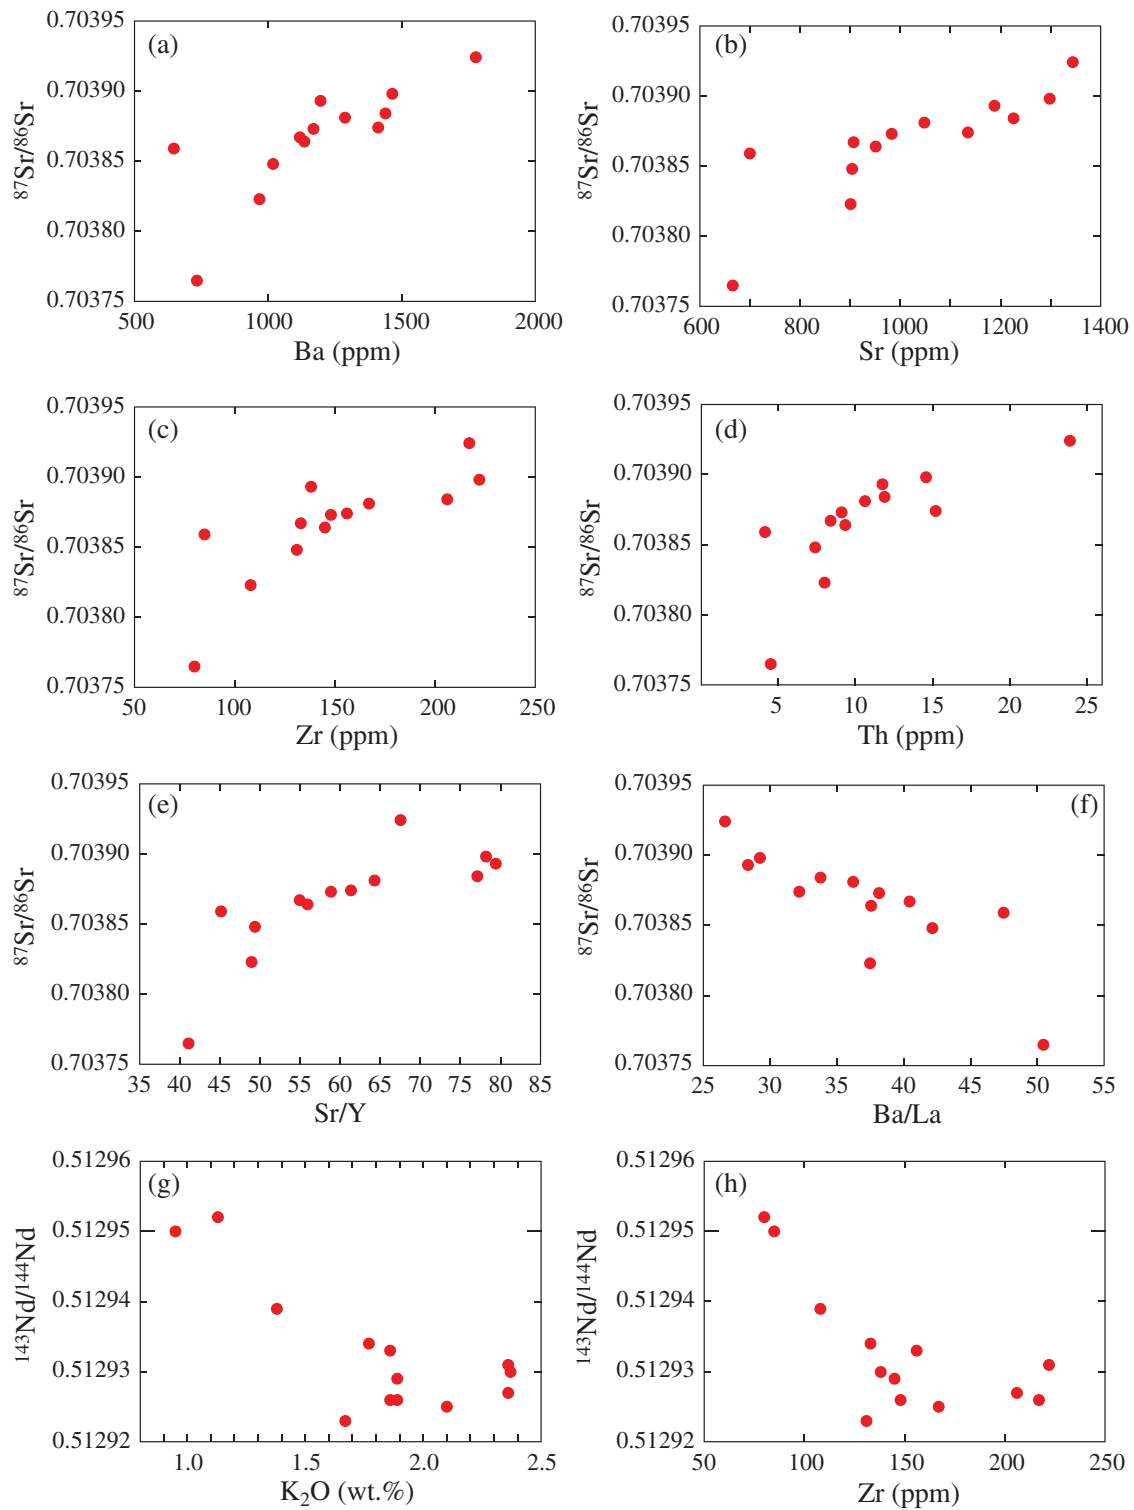 (a)
0.70395
0.70390
0.70385
0.70380
0.70375
⁸⁷Sr/⁸⁶Sr
500 1000 1500 2000
Ba (ppm)
(b)
0.70395
0.70390
0.70385
0.70380
0.70375
⁸⁷Sr/⁸⁶Sr
600 800 1000 1200 1400
Sr (ppm)
(c)
0.70395
0.70390
0.70385
0.70380
0.70375
⁸⁷Sr/⁸⁶Sr
50 100 150 200 250
Zr (ppm)
(d)
0.70395
0.70390
0.70385
0.70380
0.70375
⁸⁷Sr/⁸⁶Sr
5 10 15 20 25
Th (ppm)
(e)
0.70395
0.70390
0.70385
0.70380
0.70375
⁸⁷Sr/⁸⁶Sr
35 40 45 50 55 60 65 70 75 80 85
Sr/Y
(f)
0.70395
0.70390
0.70385
0.70380
0.70375
⁸⁷Sr/⁸⁶Sr
25 30 35 40 45 50 55
Ba/La
(g)
0.51296
0.51295
0.51294
0.51293
0.51292
¹⁴³Nd/¹⁴⁴Nd
1.0 1.5 2.0 2.5
K₂O (wt.%)
(h)
0.51296
0.51295
0.51294
0.51293
0.51292
¹⁴³Nd/¹⁴⁴Nd
50 100 150 200 250
Zr (ppm)